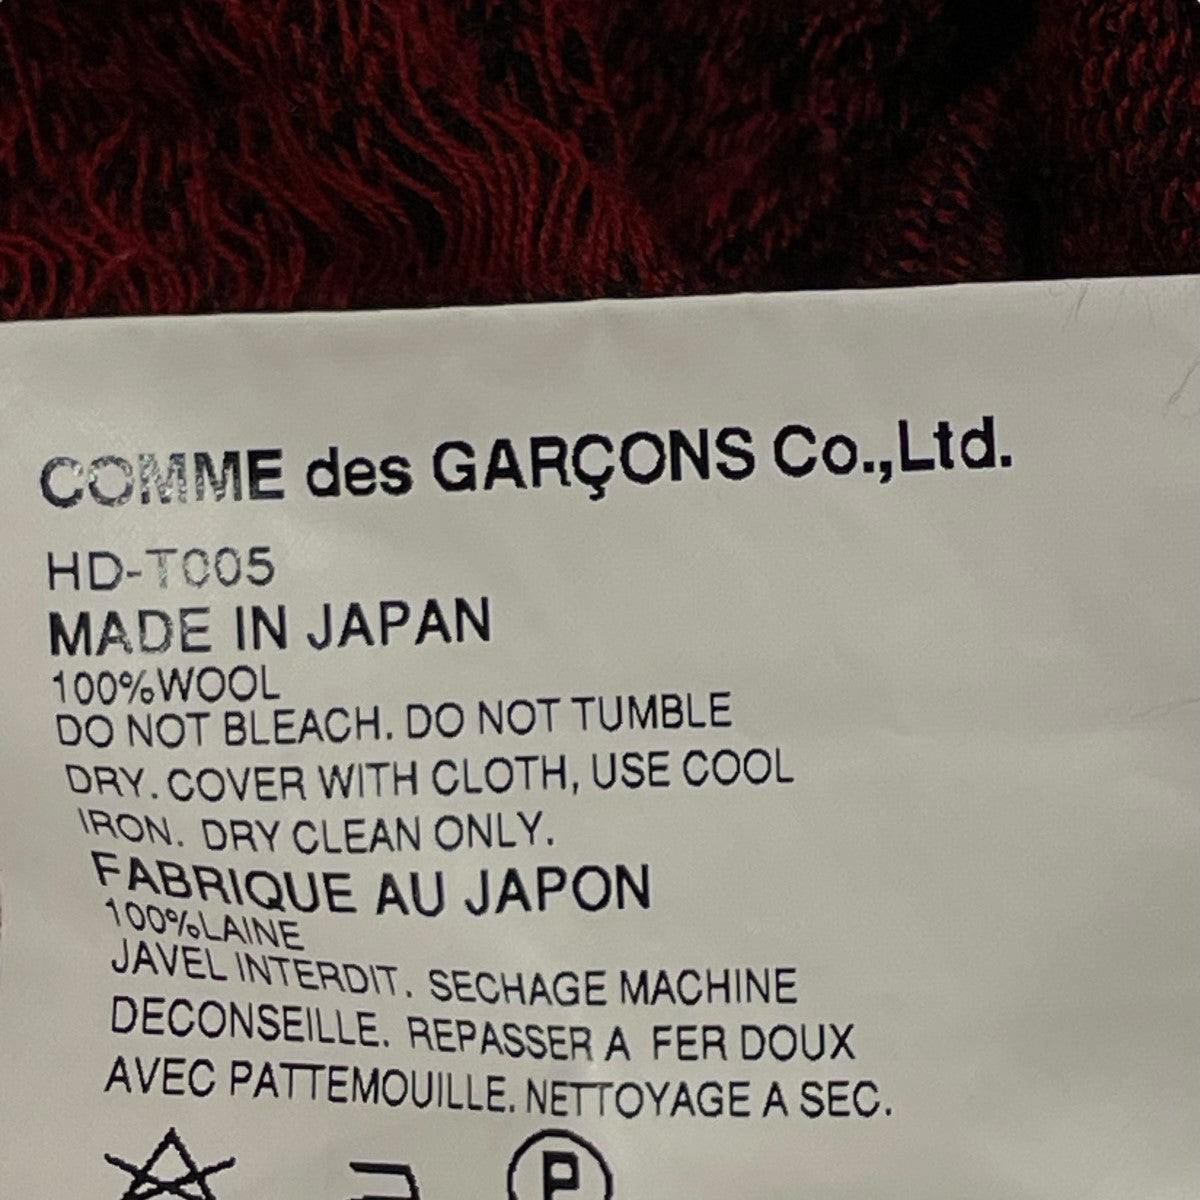 COMME des GARÇONS Co.,Ltd.
HD-T005
MADE IN JAPAN
100%WOOL
DO NOT BLEACH. DO NOT TUMBLE
DRY. COVER WITH CLOTH, USE COOL
IRON. DRY CLEAN ONLY.
FABRIQUE AU JAPON
100%LAINE
JAVEL INTERDIT. SECHAGE MACHINE
DECONSEILLE. REPASSER A FER DOUX
AVEC PATTEMOUILLE. NETTOYAGE A SEC.
P